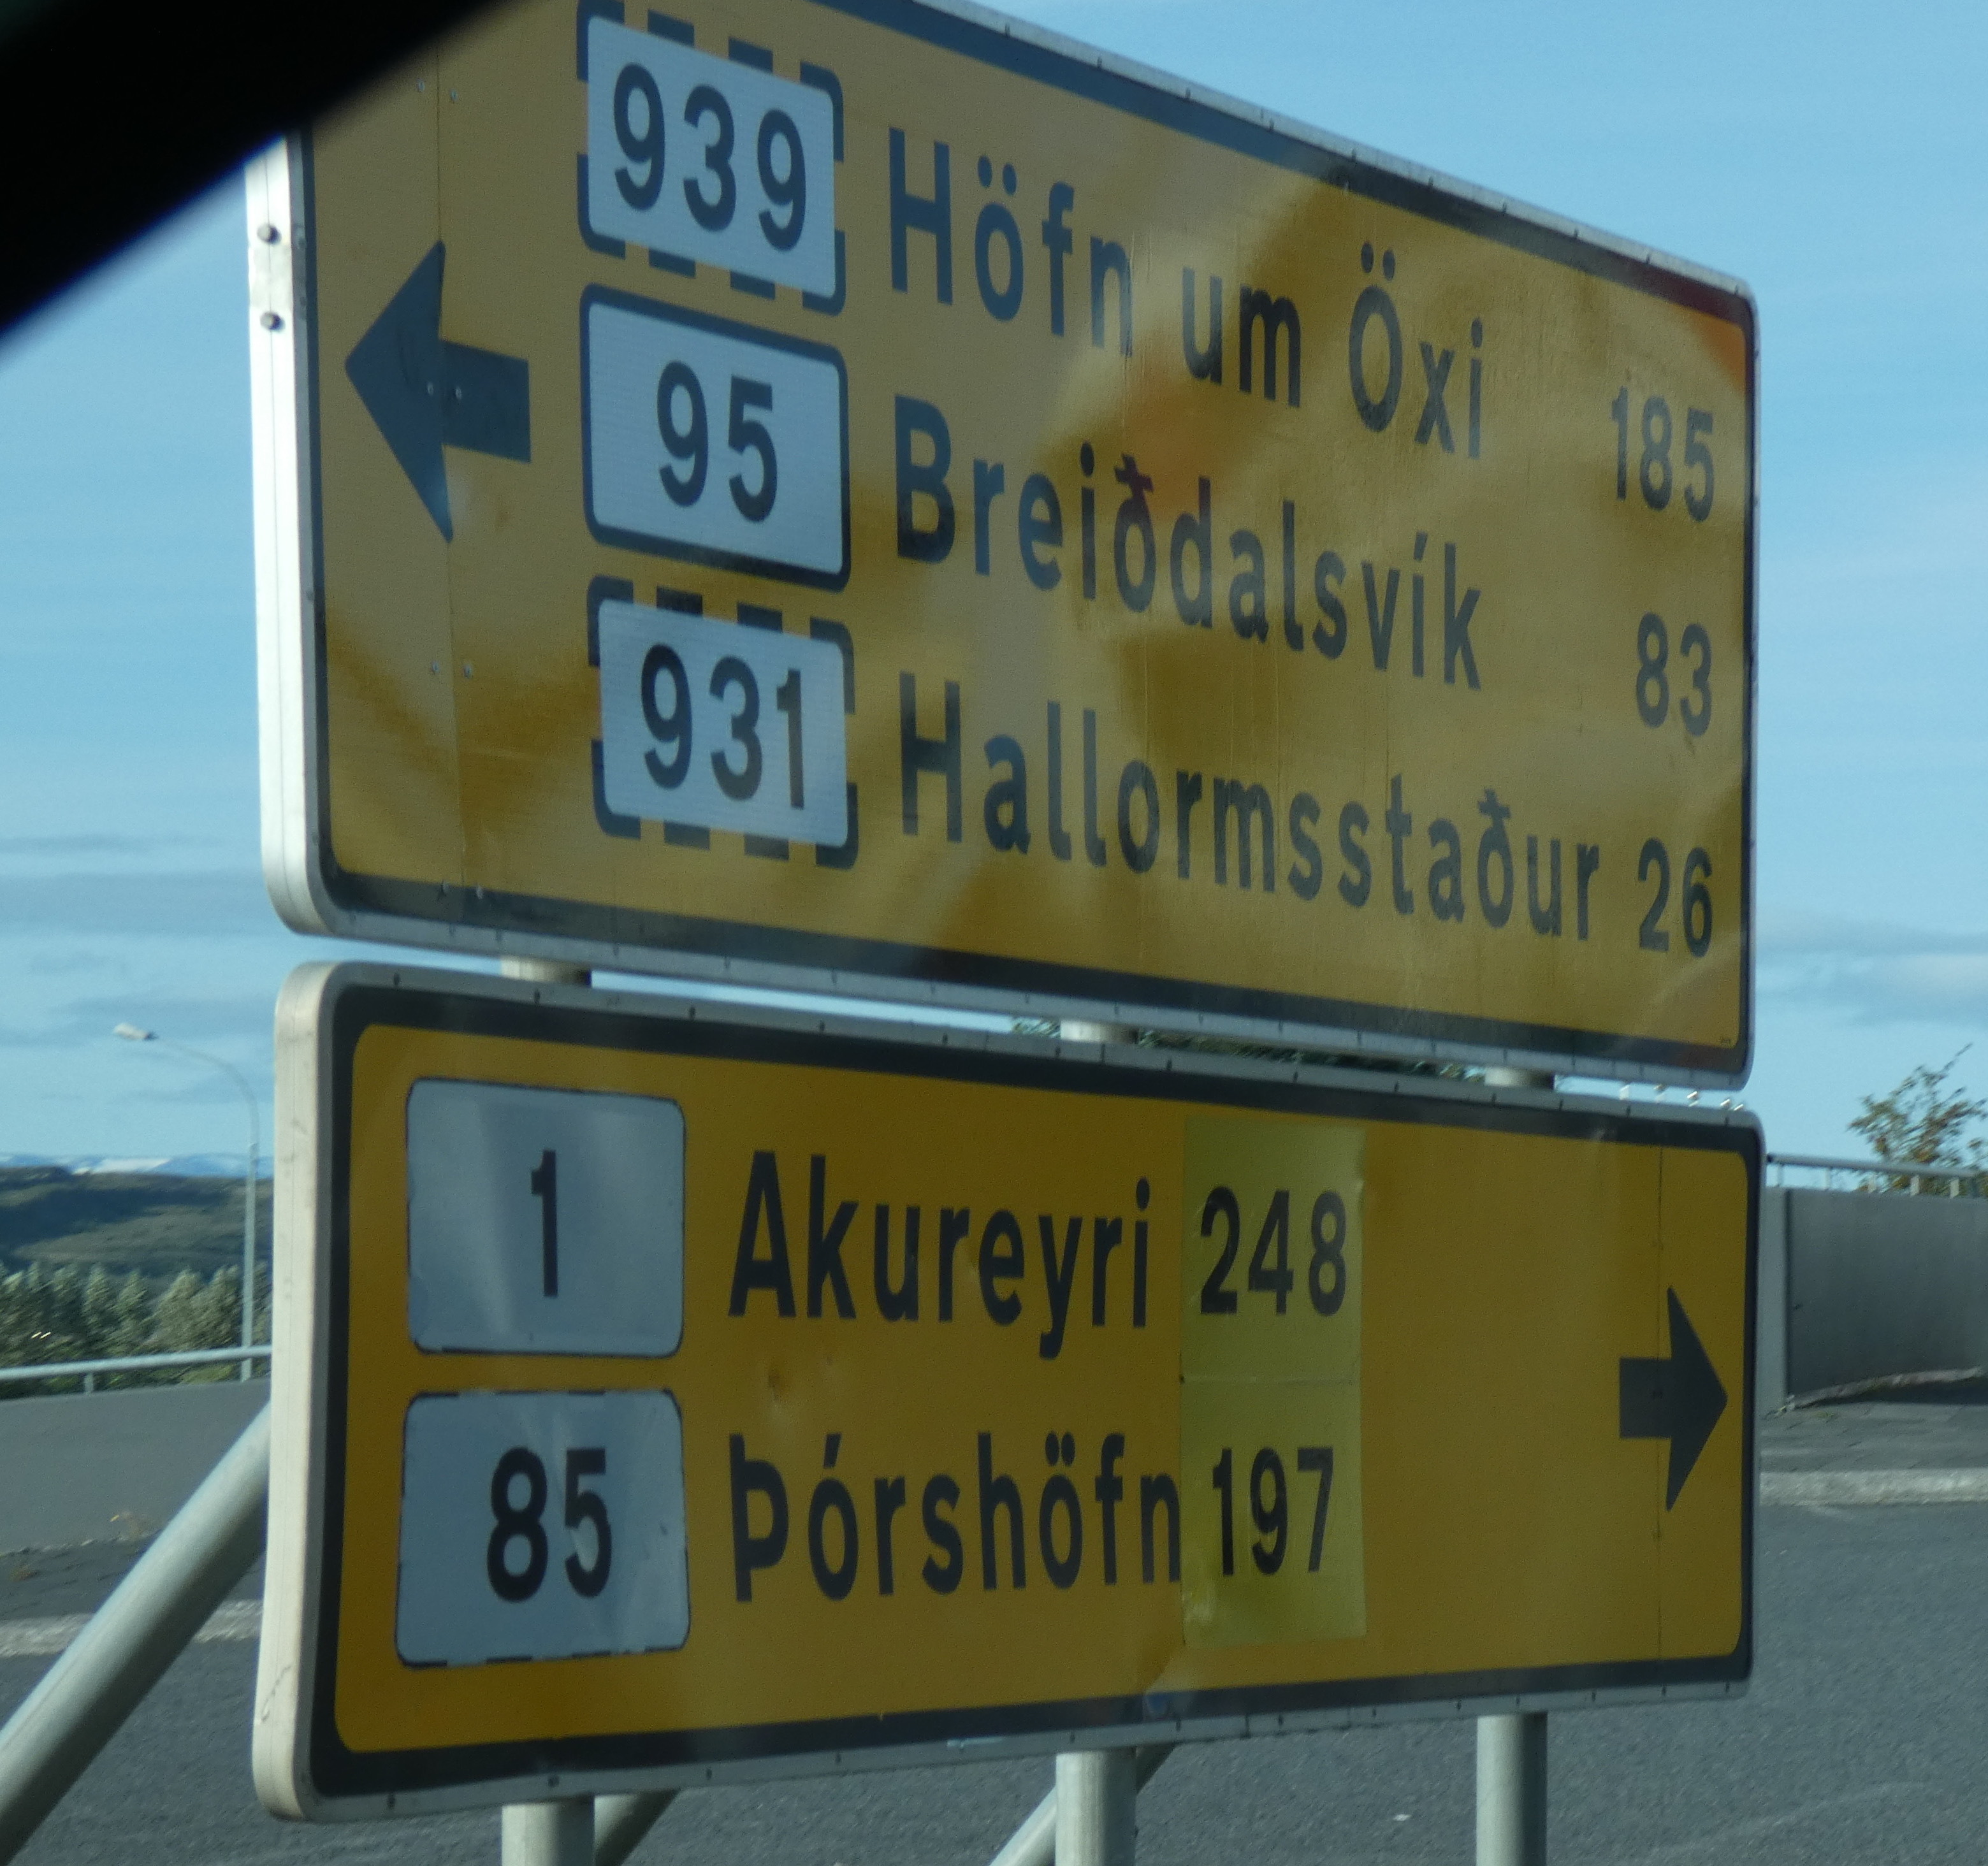 939 Höfn um Öxi 185
95 Breiðdalsvík 83
931 Hallormsstaður 26
1 Akureyri 248
85 Þórshöfn 197